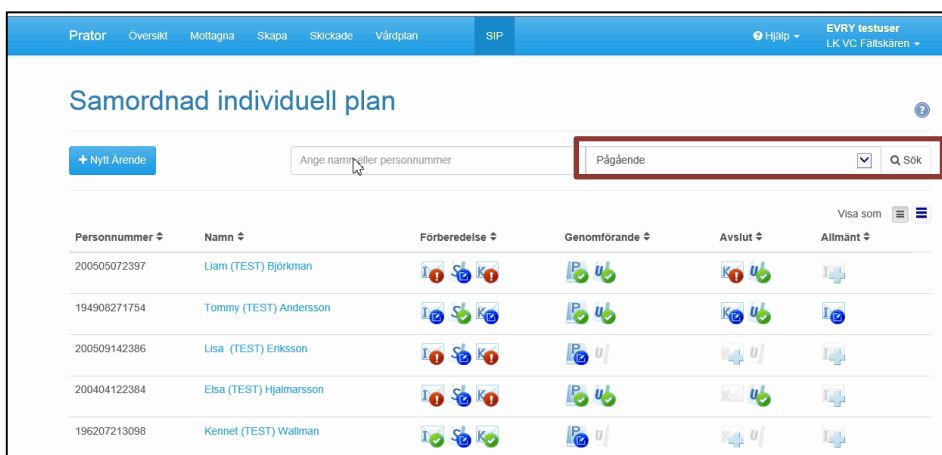 Prator Översikt Mottagna Skapa Skickade Vårdplan SIP Hjälp EVRY testuser
LK VC Fältskären
Samordnad individuell plan
+ Nytt Ärende Ange namn eller personnummer Pågående Sök
Visa som
Personnummer Namn Förberedelse Genomförande Avslut Allmänt
200505072397 Liam (TEST) Björkman I S K P U K U I
194908271754 Tommy (TEST) Andersson I S K P U K U I
200509142386 Lisa (TEST) Eriksson I S K P U K U I
200404122384 Elsa (TEST) Hjalmarsson I S K P U K U I
196207213098 Kennet (TEST) Wallman I S K P U K U I